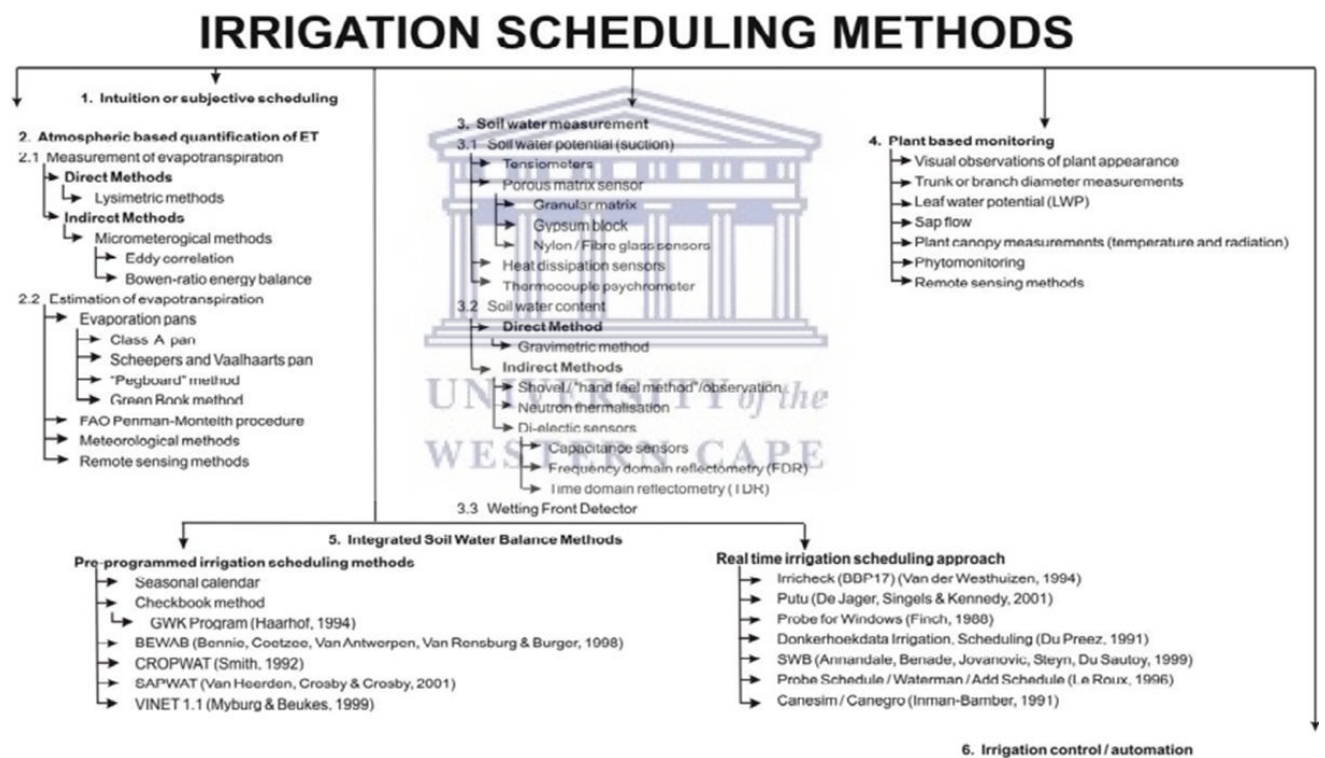 IRRIGATION SCHEDULING METHODS
1. Intuition or subjective scheduling
2. Atmospheric based quantification of ET
2.1 Measurement of evapotranspiration
Direct Methods
Lysimetric methods
Indirect Methods
Micrometerogical methods
Eddy correlation
Bowen-ratio energy balance
2.2 Estimation of evapotranspiration
Evaporation pans
Class A pan
Scheepers and Vaalhaarts pan
"Pegboard" method
Green Book method
FAO Penman-Monteith procedure
Meteorological methods
Remote sensing methods
3. Soil water measurement
3.1 Soil water potential (suction)
Tensiometers
Porous matrix sensor
Granular matrix
Gypsum block
Nylon / Fibre glass sensors
Heat dissipation sensors
Thermocouple psychrometer
3.2 Soil water content
Direct Method
Gravimetric method
Indirect Methods
Shovel / "hand feel method"/observation
Neutron thermalisation
Di-electic sensors
Capacitance sensors
Frequency domain reflectometry (FDR)
Time domain reflectometry (TDR)
3.3 Wetting Front Detector
UNIVERSITY of the
WESTERN CAPE
4. Plant based monitoring
Visual observations of plant appearance
Trunk or branch diameter measurements
Leaf water potential (LWP)
Sap flow
Plant canopy measurements (temperature and radiation)
Phytomonitoring
Remote sensing methods
5. Integrated Soil Water Balance Methods
Pre-programmed irrigation scheduling methods
Seasonal calendar
Checkbook method
GWK Program (Haarhof, 1994)
BEWAB (Bennie, Coetzee, Van Antwerpen, Van Rensburg & Burger, 1998)
CROPWAT (Smith, 1992)
SAPWAT (Van Heerden, Crosby & Crosby, 2001)
VINET 1.1 (Myburg & Beukes, 1999)
Real time irrigation scheduling approach
Irricheck (BBP17) (Van der Westhuizen, 1994)
Putu (De Jager, Singels & Kennedy, 2001)
Probe for Windows (Finch, 1988)
Donkerhoekdata Irrigation, Scheduling (Du Preez, 1991)
SWB (Annandale, Benade, Jovanovic, Steyn, Du Sautoy, 1999)
Probe Schedule / Waterman / Add Schedule (Le Roux, 1996)
Canesim / Canegro (Inman-Bamber, 1991)
6. Irrigation control / automation